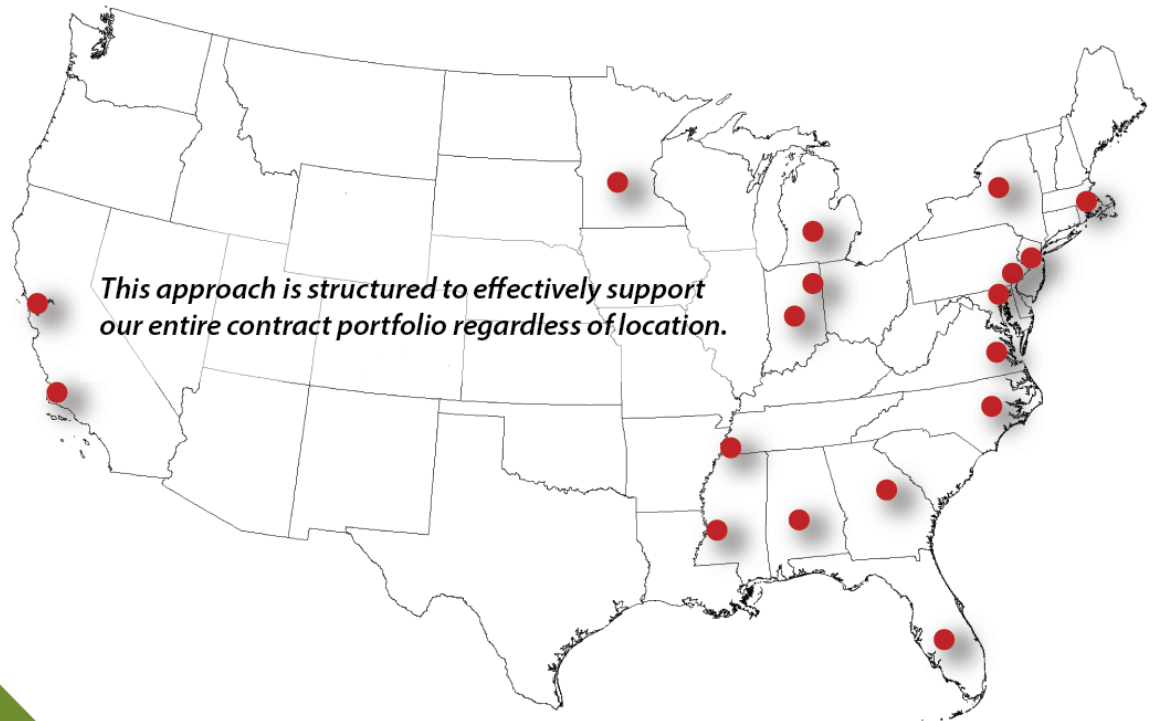 This approach is structured to effectively support
our entire contract portfolio regardless of location.